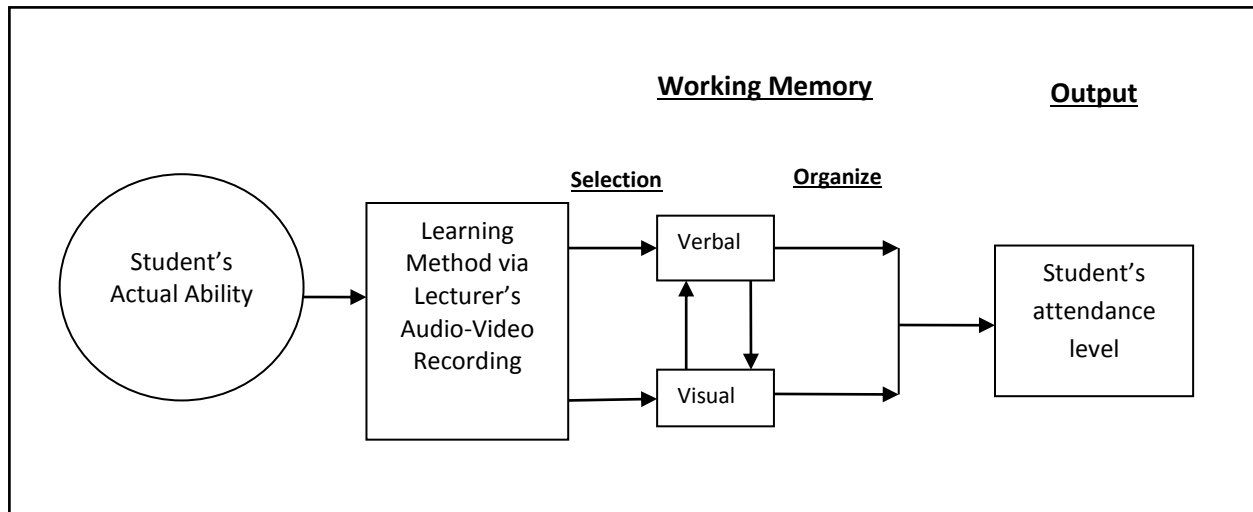 Working Memory
Output
Selection
Organize
Student’s
Actual Ability
Learning
Method via
Lecturer’s
Audio-Video
Recording
Verbal
Visual
Student’s
attendance
level